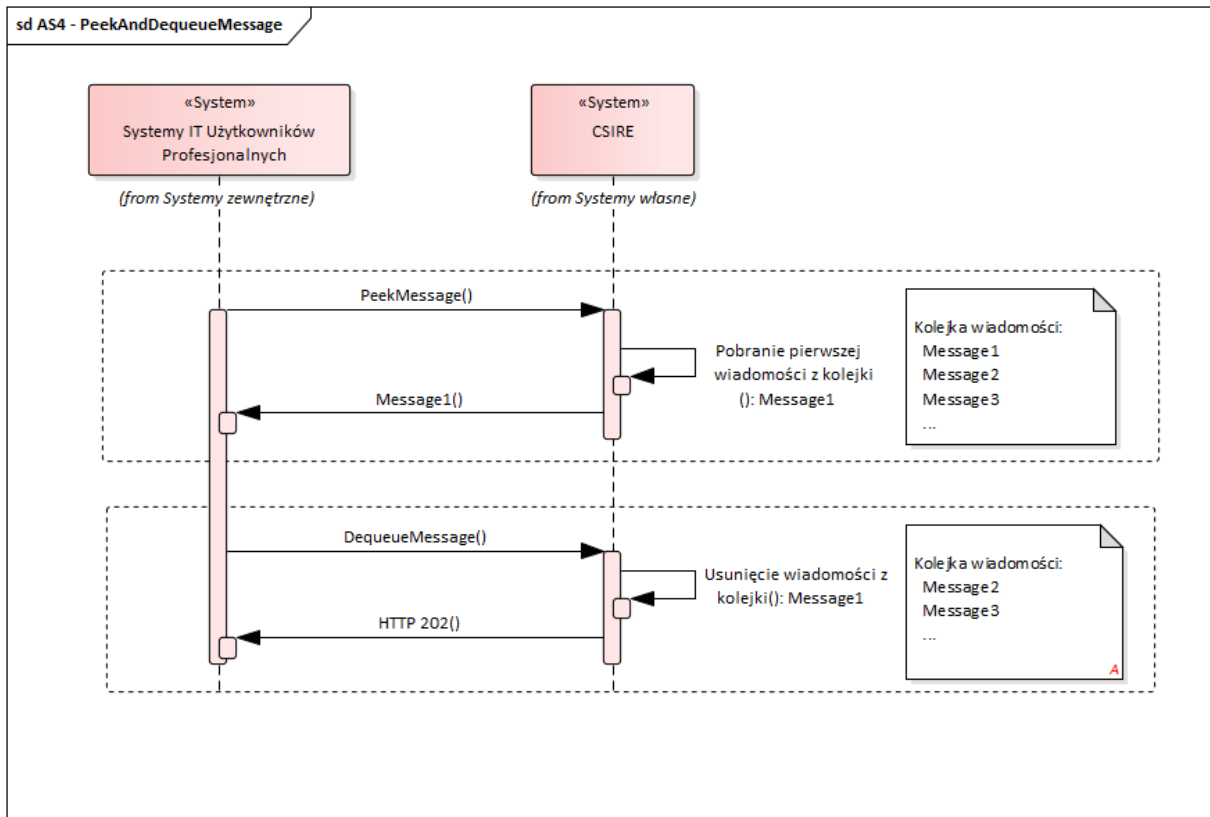 sd AS4 - PeekAndDequeueMessage
«System»
Systemy IT Użytkowników
Profesjonalnych
«System»
CSIRE
(from Systemy zewnętrzne)
(from Systemy własne)
PeekMessage()
Pobranie pierwszej
wiadomości z kolejki
(): Message1
Message1()
Kolejka wiadomości:
Message1
Message2
Message3
...
DequeueMessage()
Usunięcie wiadomości z
kolejki(): Message1
HTTP 202()
Kolejka wiadomości:
Message2
Message3
...
A